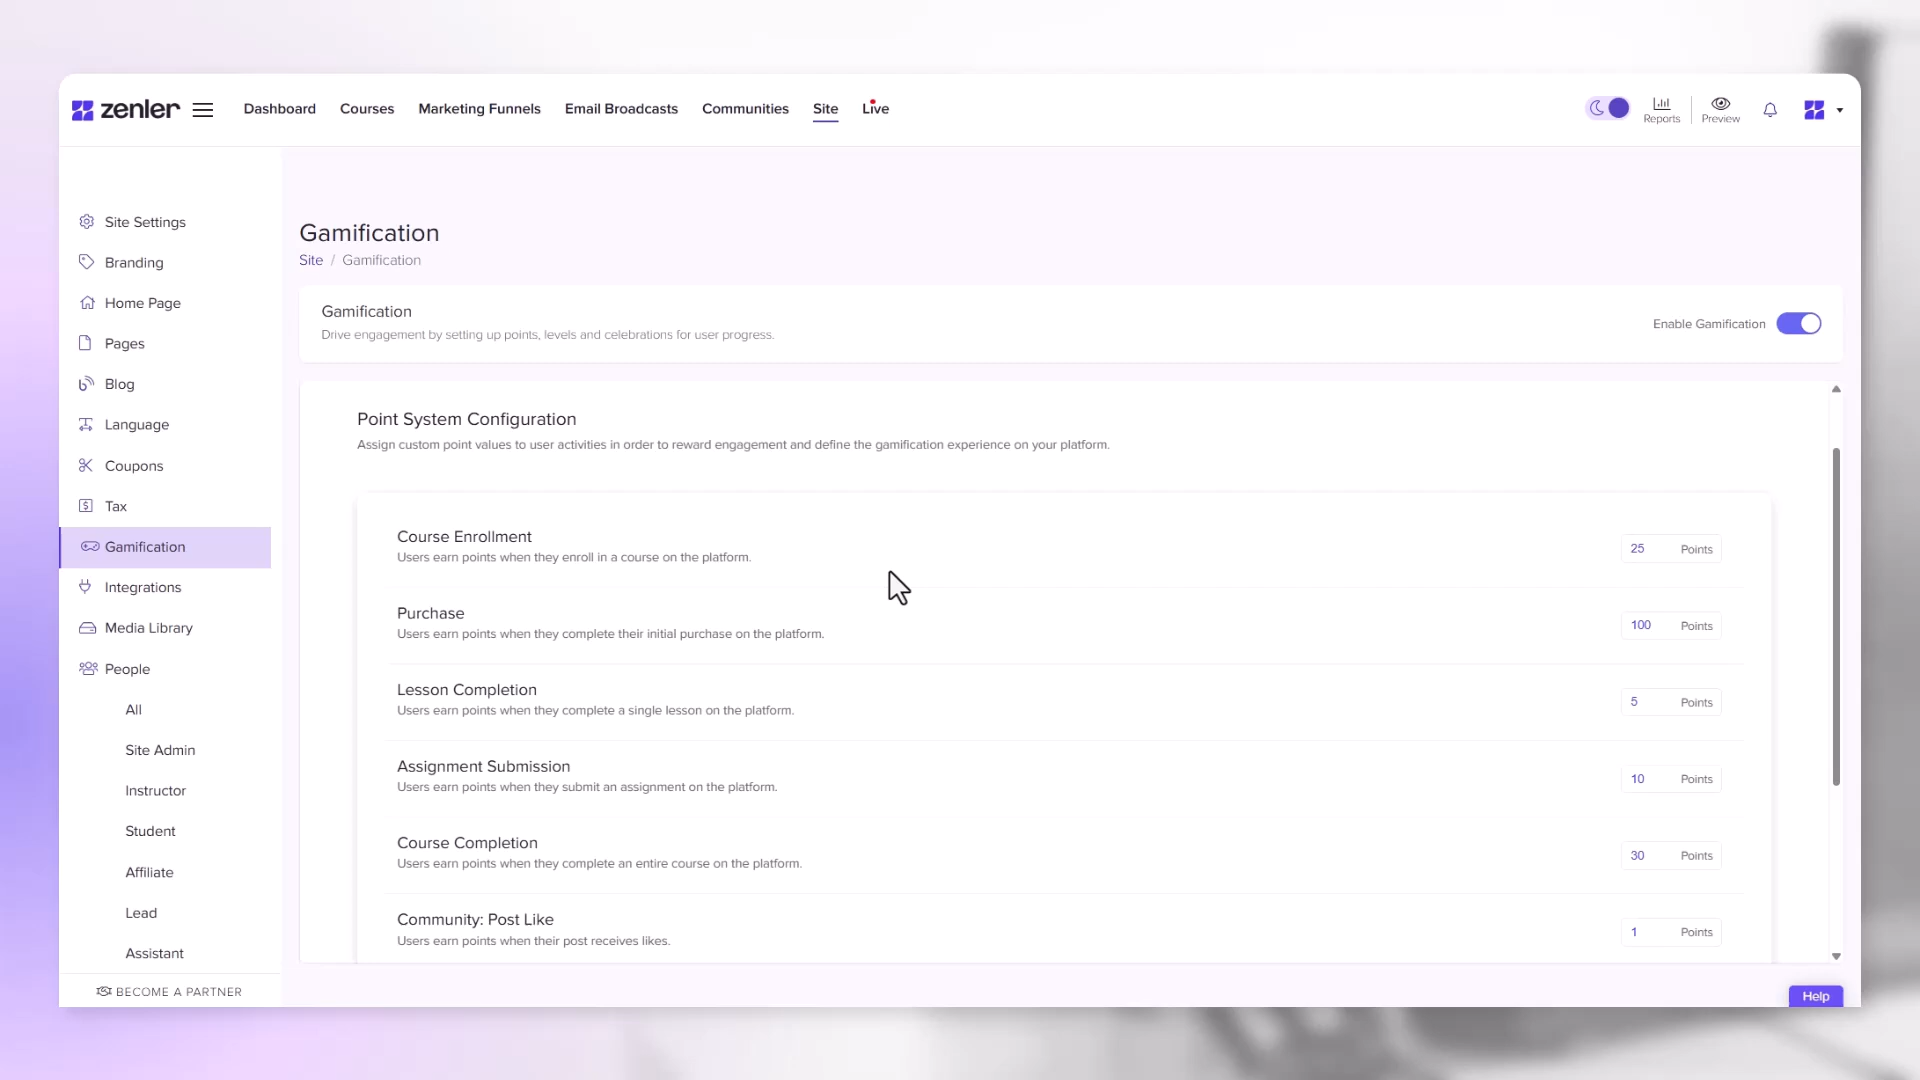 zenler
Dashboard
Courses
Marketing Funnels
Email Broadcasts
Communities
Site
Live
Reports
Preview
Site Settings
Branding
Home Page
Pages
Blog
Language
Coupons
Tax
Gamification
Integrations
Media Library
People
All
Site Admin
Instructor
Student
Affiliate
Lead
Assistant
BECOME A PARTNER
Gamification
Site / Gamification
Gamification
Drive engagement by setting up points, levels and celebrations for user progress.
Enable Gamification
Point System Configuration
Assign custom point values to user activities in order to reward engagement and define the gamification experience on your platform.
Course Enrollment
Users earn points when they enroll in a course on the platform.
25 Points
Purchase
Users earn points when they complete their initial purchase on the platform.
100 Points
Lesson Completion
Users earn points when they complete a single lesson on the platform.
5 Points
Assignment Submission
Users earn points when they submit an assignment on the platform.
10 Points
Course Completion
Users earn points when they complete an entire course on the platform.
30 Points
Community: Post Like
Users earn points when their post receives likes.
1 Points
Help